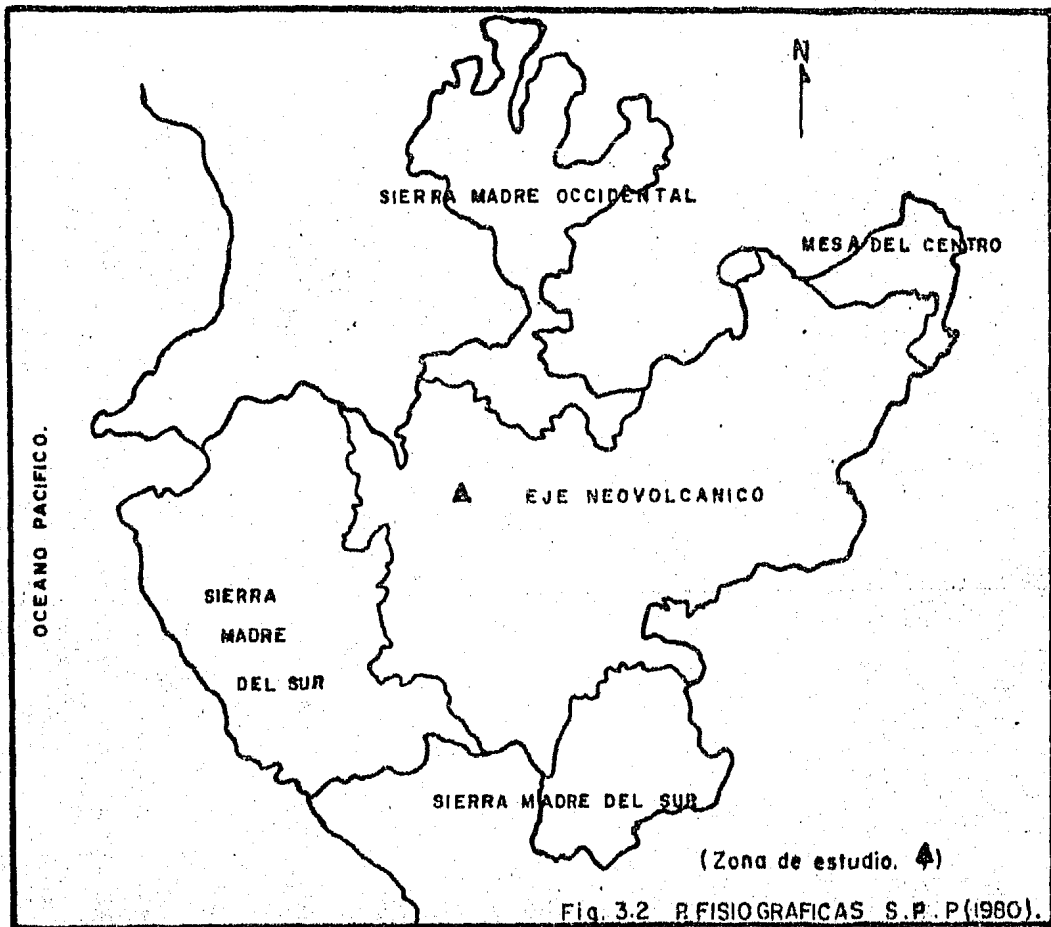 N
SIERRA MADRE OCCIDENTAL
MESA DEL CENTRO
OCEANO PACIFICO.
EJE NEOVOLCANICO
SIERRA
MADRE
DEL SUR
SIERRA MADRE DEL SUR
(Zona de estudio. )
Fig. 3.2 P. FISIOGRAFICAS S.P.P (1980).